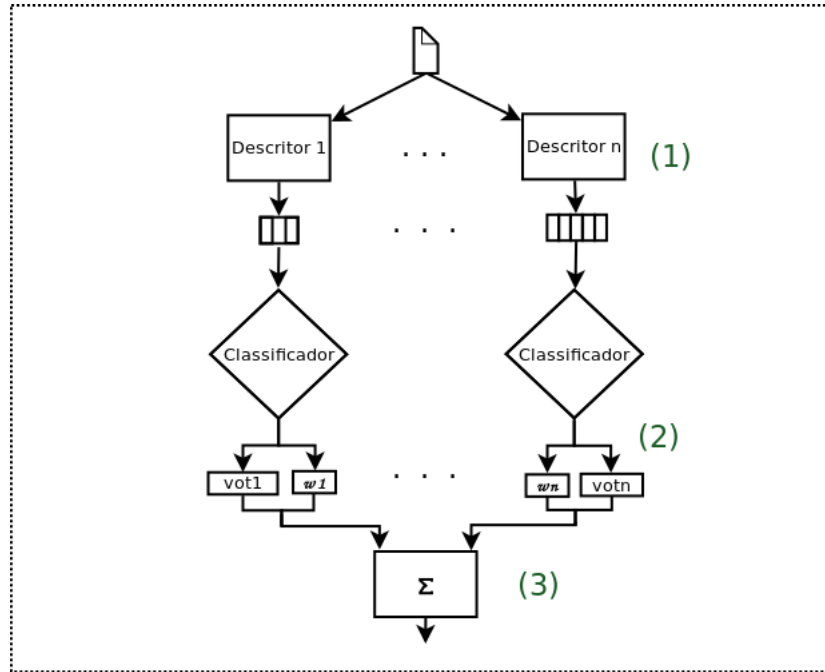 Descritor 1
. . .
Descritor n
(1)
. . .
Classificador
Classificador
(2)
vot1
w1
. . .
wn
votn
Σ
(3)